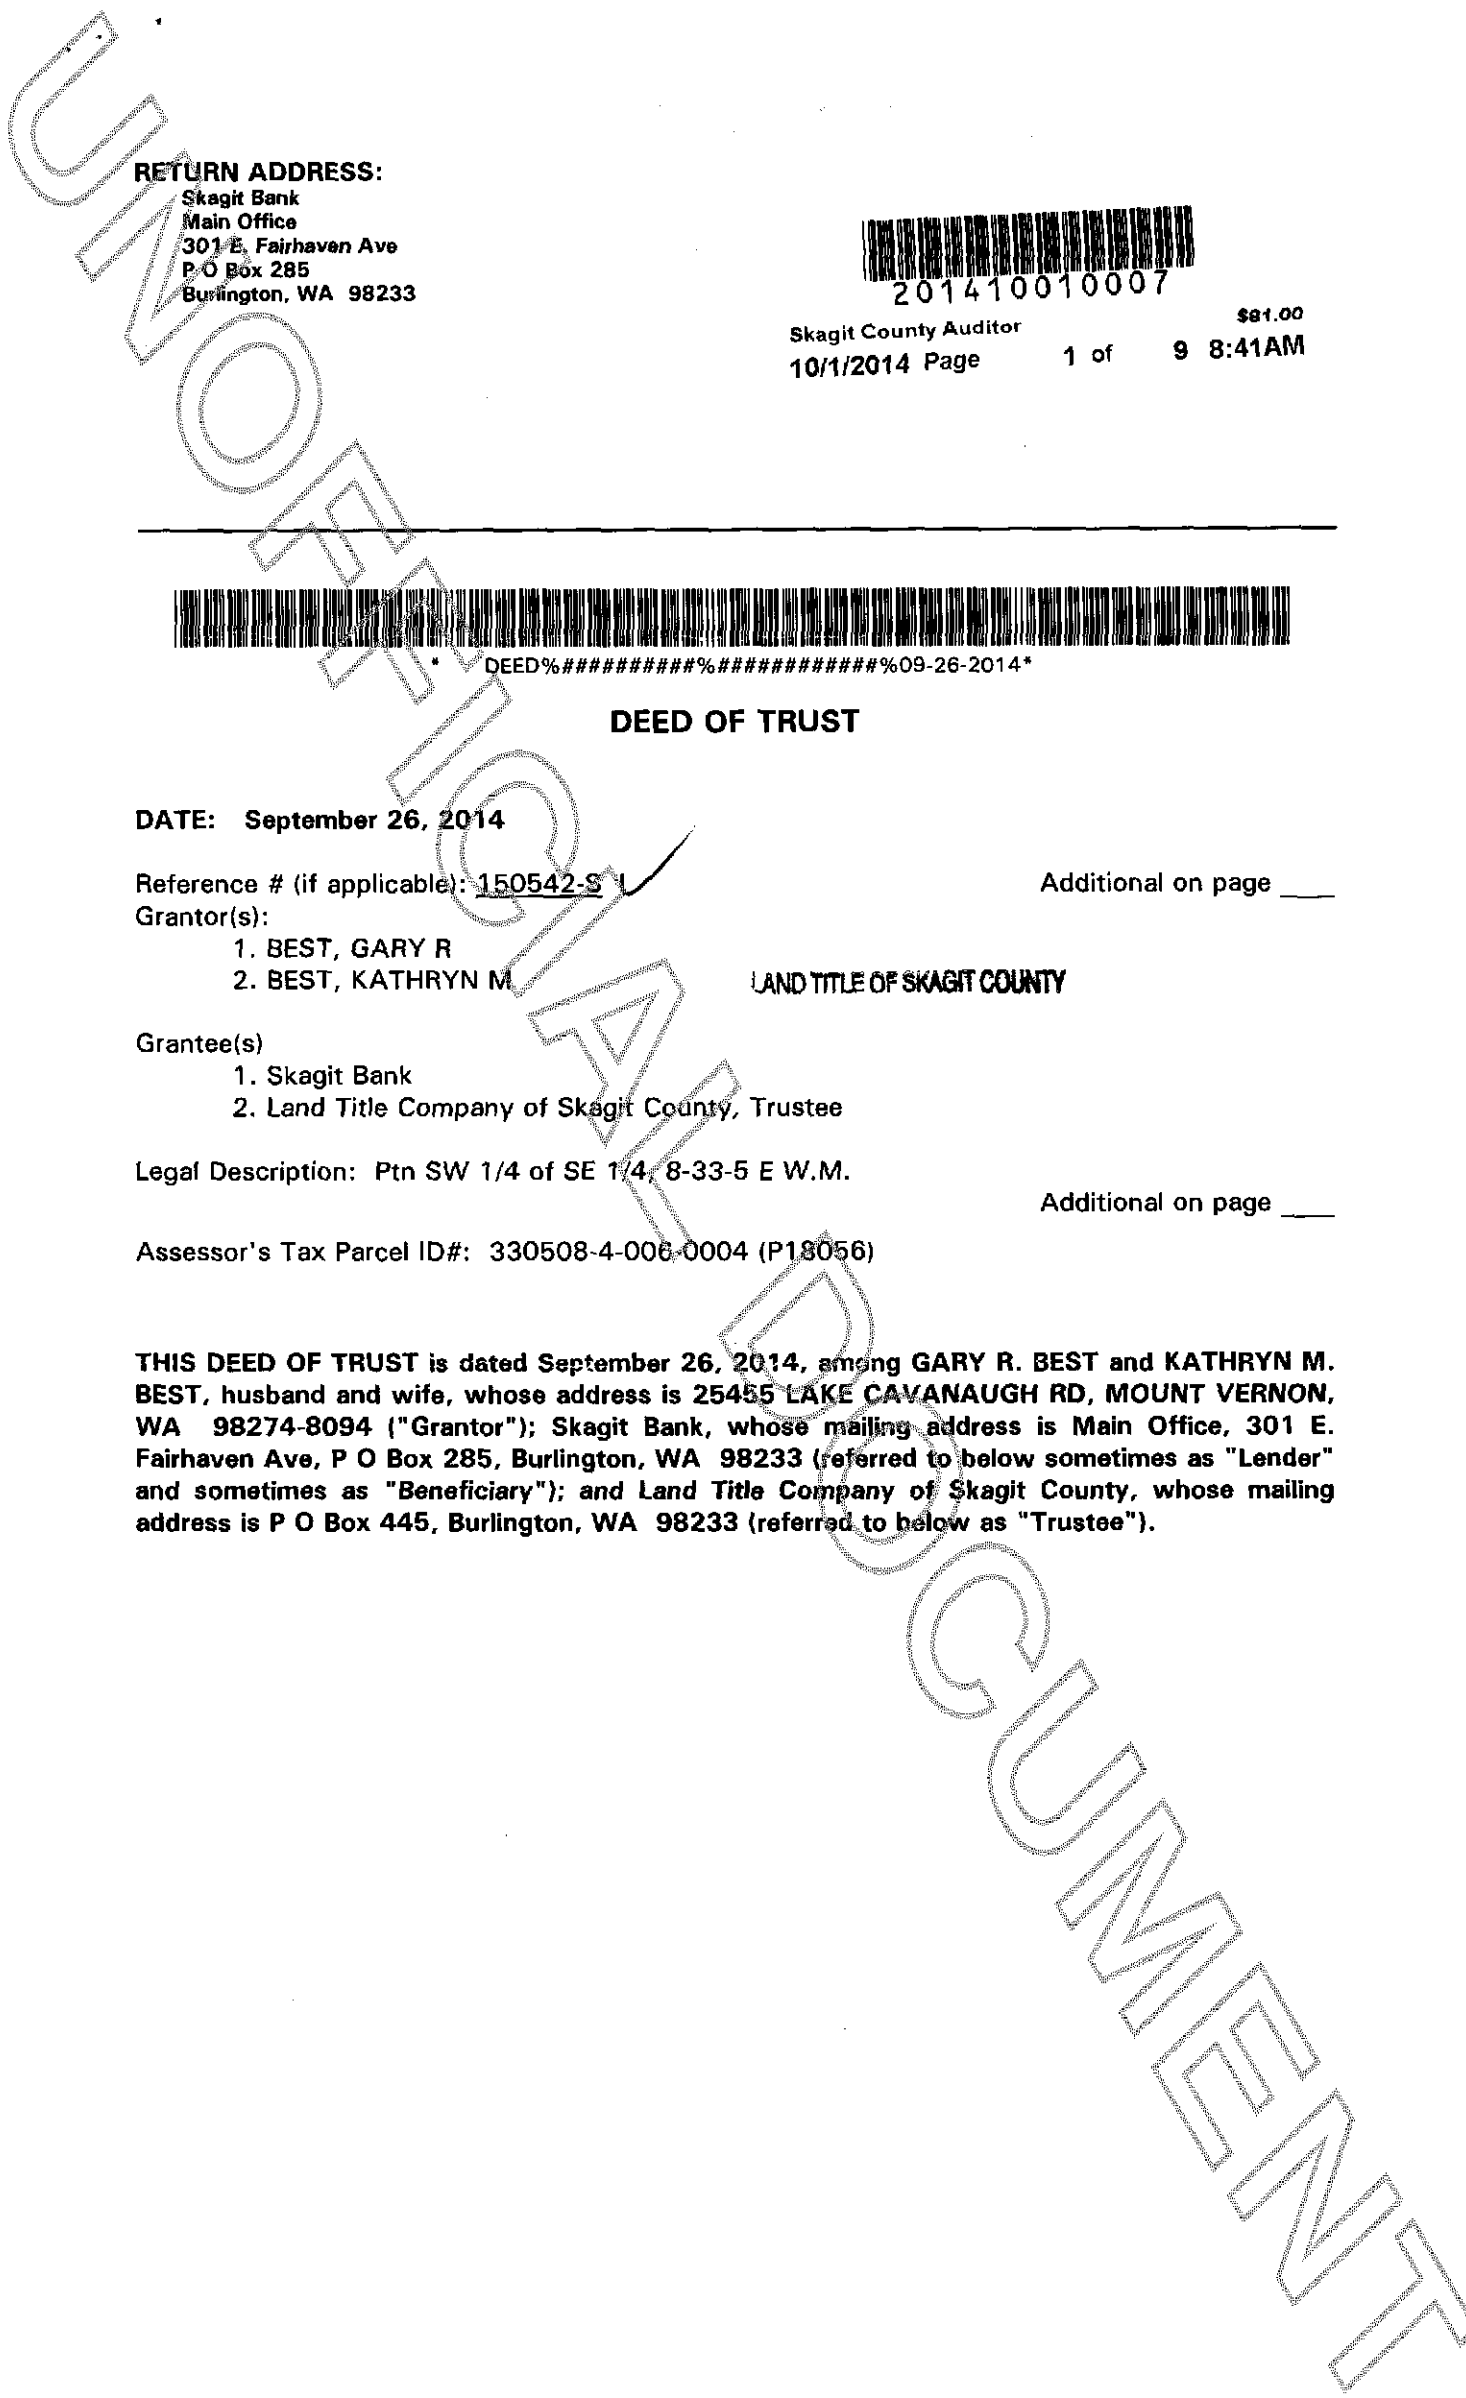 RETURN ADDRESS:
Skagit Bank
Main Office
301 E. Fairhaven Ave
P O Box 285
Burlington, WA 98233
201410010007
Skagit County Auditor $81.00
10/1/2014 Page 1 of 9 8:41AM
* DEED%##########%############%09-26-2014*
DEED OF TRUST
DATE: September 26, 2014
Reference # (if applicable): 150542-S Additional on page ____
Grantor(s):
1. BEST, GARY R
2. BEST, KATHRYN M
LAND TITLE OF SKAGIT COUNTY
Grantee(s)
1. Skagit Bank
2. Land Title Company of Skagit County, Trustee
Legal Description: Ptn SW 1/4 of SE 1/4, 8-33-5 E W.M.
Additional on page ____
Assessor's Tax Parcel ID#: 330508-4-006-0004 (P18056)
THIS DEED OF TRUST is dated September 26, 2014, among GARY R. BEST and KATHRYN M.
BEST, husband and wife, whose address is 25455 LAKE CAVANAUGH RD, MOUNT VERNON,
WA 98274-8094 ("Grantor"); Skagit Bank, whose mailing address is Main Office, 301 E.
Fairhaven Ave, P O Box 285, Burlington, WA 98233 (referred to below sometimes as "Lender"
and sometimes as "Beneficiary"); and Land Title Company of Skagit County, whose mailing
address is P O Box 445, Burlington, WA 98233 (referred to below as "Trustee").
UNOFFICIAL DOCUMENT